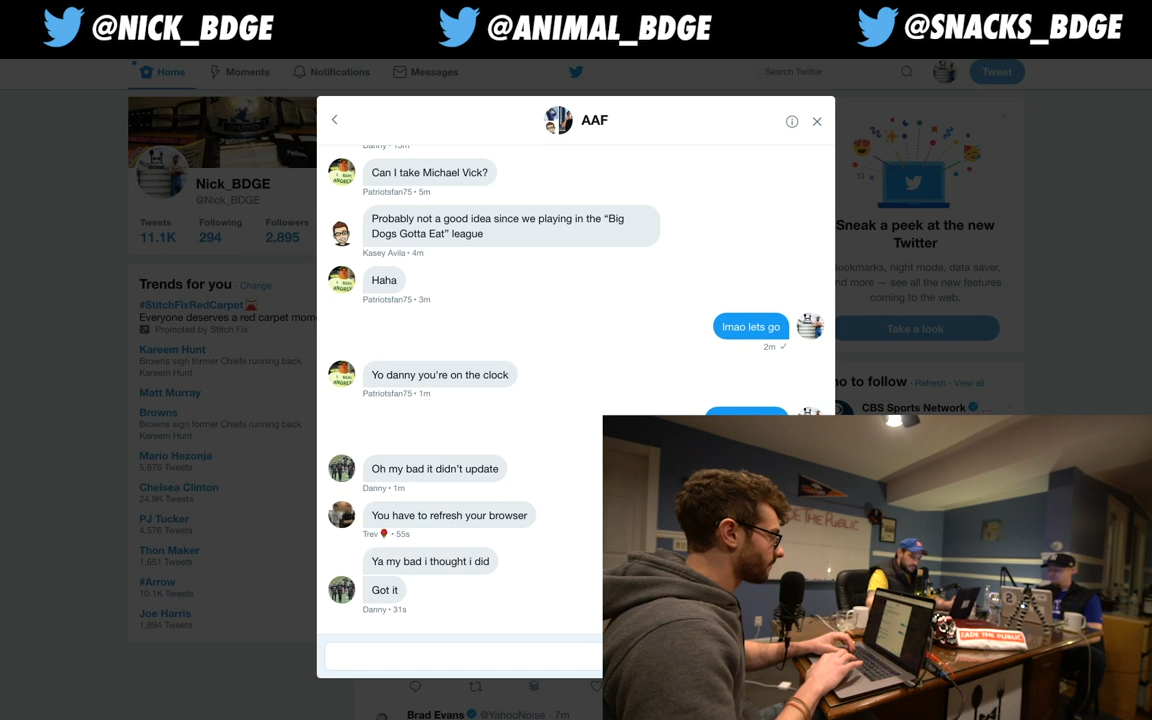 @NICK_BDGE
@ANIMAL_BDGE
@SNACKS_BDGE
Home
Moments
Notifications
Messages
Search Twitter
Tweet
Nick_BDGE
@Nick_BDGE
Tweets
Following
Followers
11.1K
294
2,895
Trends for you · Change
#StitchFixRedCarpet
Everyone deserves a red carpet mom
Promoted by Stitch Fix
Kareem Hunt
Browns sign former Chiefs running back
Kareem Hunt
Matt Murray
Browns
Browns sign former Chiefs running back
Kareem Hunt
Mario Hezonja
5,676 Tweets
Chelsea Clinton
24.9K Tweets
PJ Tucker
4,576 Tweets
Thon Maker
1,651 Tweets
#Arrow
10.1K Tweets
Joe Harris
1,994 Tweets
AAF
Danny · 15m
Can I take Michael Vick?
Patriotsfan75 · 5m
Probably not a good idea since we playing in the “Big
Dogs Gotta Eat” league
Kasey Avila · 4m
Haha
Patriotsfan75 · 3m
lmao lets go
2m
Yo danny you're on the clock
Patriotsfan75 · 1m
Oh my bad it didn’t update
Danny · 1m
You have to refresh your browser
Trev · 55s
Ya my bad i thought i did
Got it
Danny · 31s
Sneak a peek at the new
Twitter
ookmarks, night mode, data saver,
nd more — see all the new features
coming to the web.
Take a look
ho to follow · Refresh · View all
CBS Sports Network ...
Brad Evans @YahooNoise · 7m
FADE THE PUBLIC